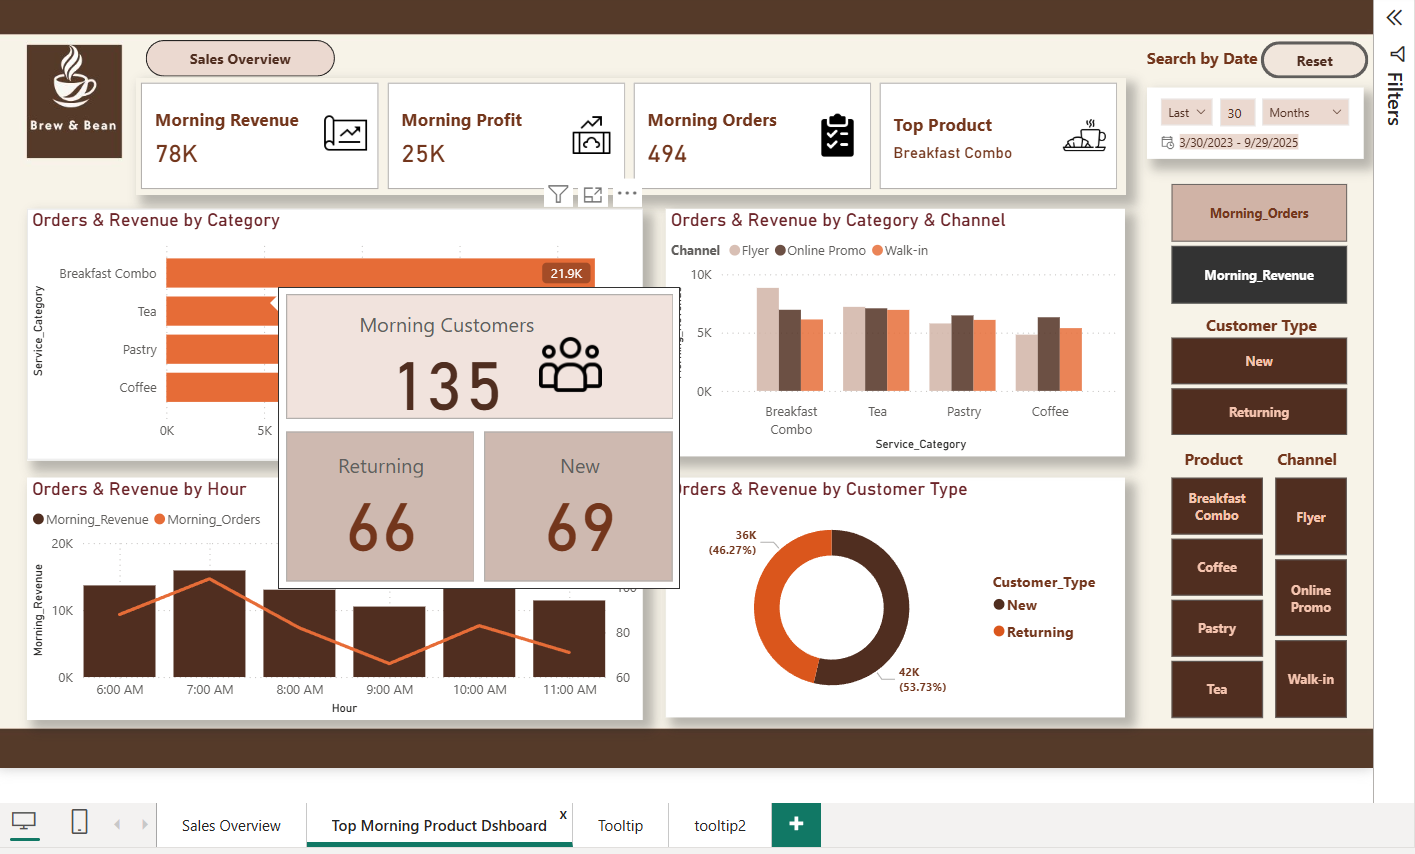 Brew & Bean
Sales Overview
Search by Date
Reset
Morning Revenue
78K
Morning Profit
25K
Morning Orders
494
Top Product
Breakfast Combo
Last
30
Months
3/30/2023 - 9/29/2025
Filters
Orders & Revenue by Category
Service_Category
Breakfast Combo
21.9K
Tea
Pastry
Coffee
0K
5K
Morning Customers
135
Returning
66
New
69
Orders & Revenue by Category & Channel
Channel
Flyer
Online Promo
Walk-in
10K
5K
0K
Breakfast
Combo
Tea
Pastry
Coffee
Service_Category
Morning_Orders
Morning_Revenue
Customer Type
New
Returning
Product
Channel
Breakfast
Combo
Coffee
Pastry
Tea
Flyer
Online
Promo
Walk-in
Orders & Revenue by Hour
Morning_Revenue
Morning_Orders
Morning_Revenue
20K
10K
0K
100
80
60
6:00 AM
7:00 AM
8:00 AM
9:00 AM
10:00 AM
11:00 AM
Hour
Orders & Revenue by Customer Type
36K
(46.27%)
42K
(53.73%)
Customer_Type
New
Returning
Sales Overview
Top Morning Product Dshboard
x
Tooltip
tooltip2